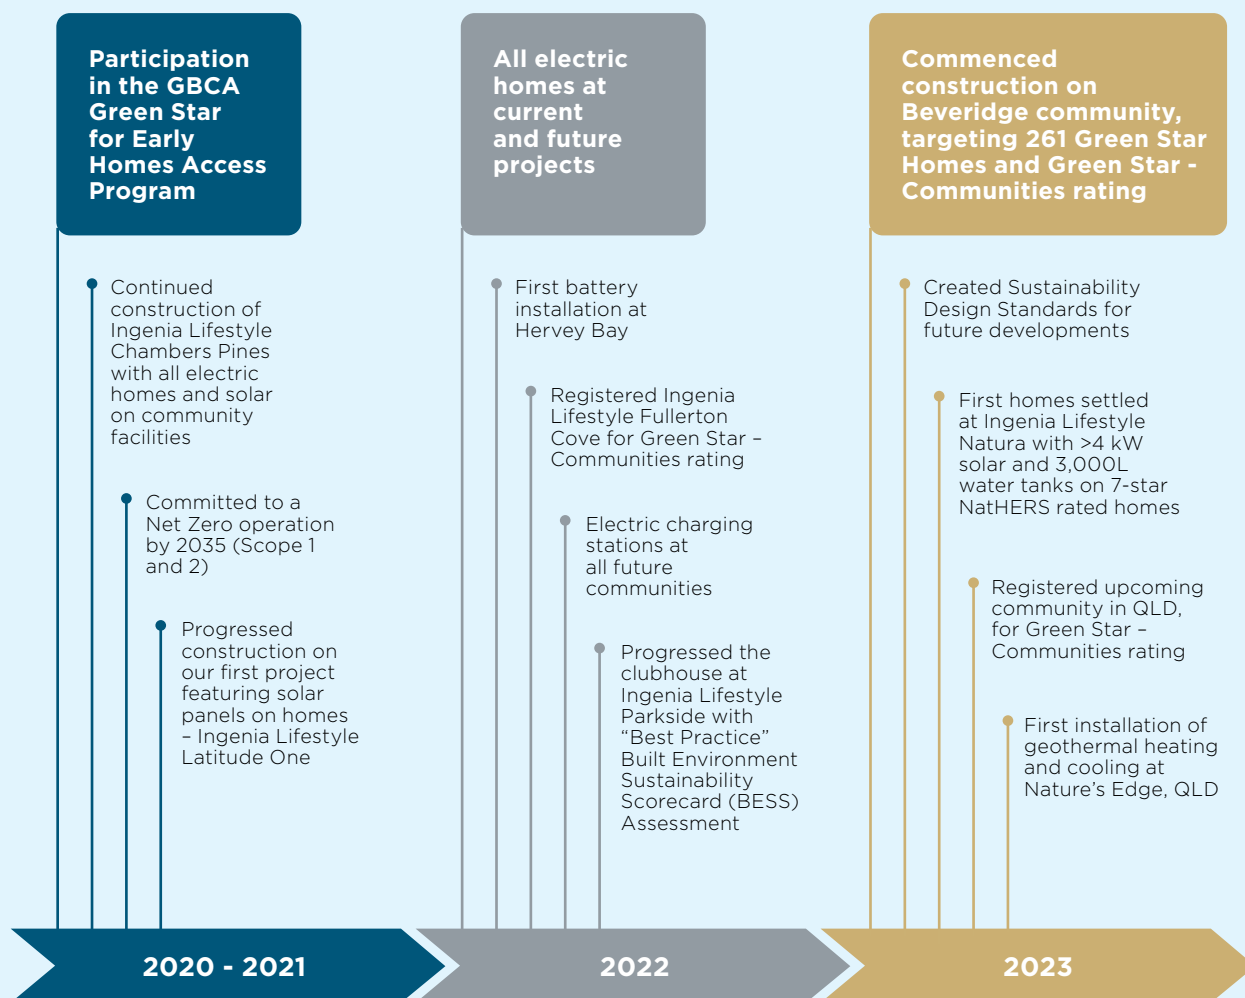 Participation
in the GBCA
Green Star
for Early
Homes Access
Program
Continued
construction of
Ingenia Lifestyle
Chambers Pines
with all electric
homes and solar
on community
facilities
Committed to a
Net Zero operation
by 2035 (Scope 1
and 2)
Progressed
construction on
our first project
featuring solar
panels on homes
– Ingenia Lifestyle
Latitude One
2020 - 2021
All electric
homes at
current
and future
projects
First battery
installation at
Hervey Bay
Registered Ingenia
Lifestyle Fullerton
Cove for Green Star –
Communities rating
Electric charging
stations at
all future
communities
Progressed the
clubhouse at
Ingenia Lifestyle
Parkside with
“Best Practice”
Built Environment
Sustainability
Scorecard (BESS)
Assessment
2022
Commenced
construction on
Beveridge community,
targeting 261 Green Star
Homes and Green Star -
Communities rating
Created Sustainability
Design Standards for
future developments
First homes settled
at Ingenia Lifestyle
Natura with >4 kW
solar and 3,000L
water tanks on 7-star
NatHERS rated homes
Registered upcoming
community in QLD,
for Green Star –
Communities rating
First installation of
geothermal heating
and cooling at
Nature’s Edge, QLD
2023